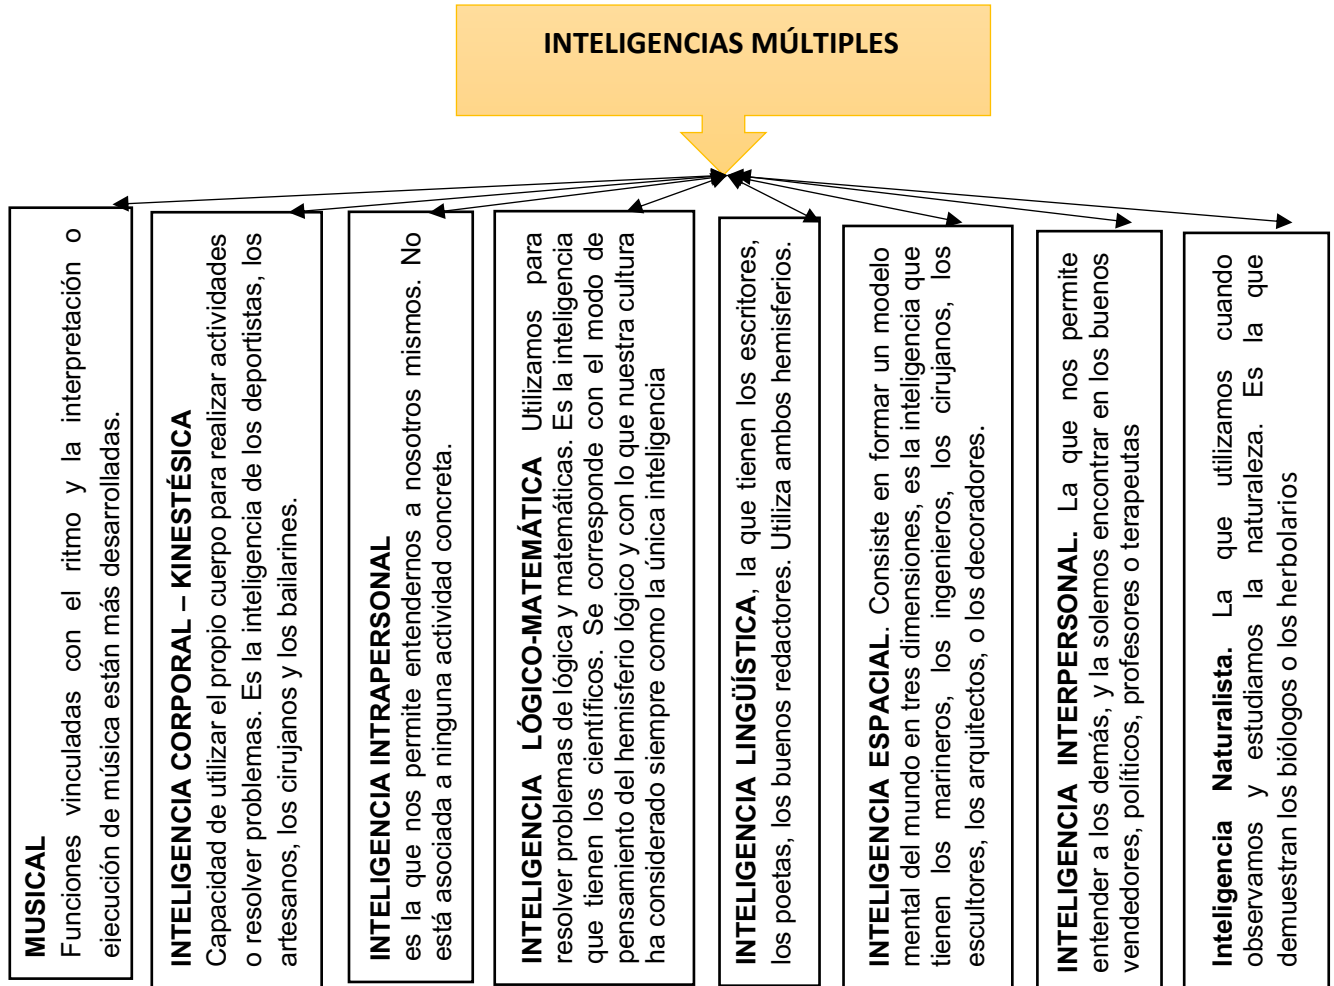 INTELIGENCIAS MÚLTIPLES
MUSICAL
Funciones vinculadas con el ritmo y la interpretación o
ejecución de música están más desarrolladas.
INTELIGENCIA CORPORAL – KINESTÉSICA
Capacidad de utilizar el propio cuerpo para realizar actividades
o resolver problemas. Es la inteligencia de los deportistas, los
artesanos, los cirujanos y los bailarines.
INTELIGENCIA INTRAPERSONAL
es la que nos permite entendernos a nosotros mismos. No
está asociada a ninguna actividad concreta.
INTELIGENCIA LÓGICO-MATEMÁTICA Utilizamos para
resolver problemas de lógica y matemáticas. Es la inteligencia
que tienen los científicos. Se corresponde con el modo de
pensamiento del hemisferio lógico y con lo que nuestra cultura
ha considerado siempre como la única inteligencia
INTELIGENCIA LINGÜÍSTICA, la que tienen los escritores,
los poetas, los buenos redactores. Utiliza ambos hemisferios.
INTELIGENCIA ESPACIAL. Consiste en formar un modelo
mental del mundo en tres dimensiones, es la inteligencia que
tienen los marineros, los ingenieros, los cirujanos, los
escultores, los arquitectos, o los decoradores.
INTELIGENCIA INTERPERSONAL. La que nos permite
entender a los demás, y la solemos encontrar en los buenos
vendedores, políticos, profesores o terapeutas
Inteligencia Naturalista. La que utilizamos cuando
observamos y estudiamos la naturaleza. Es la que
demuestran los biólogos o los herbolarios